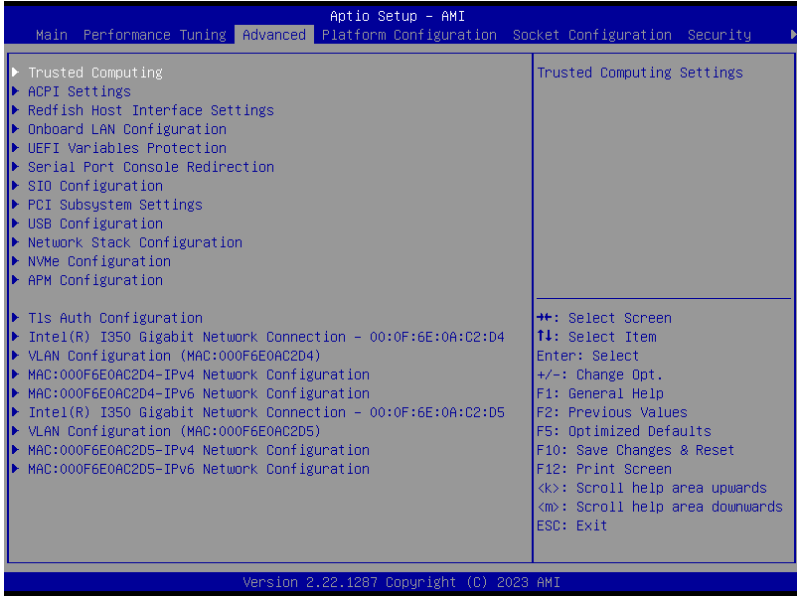 Aptio Setup – AMI
Main Performance Tuning Advanced Platform Configuration Socket Configuration Security
Trusted Computing
ACPI Settings
Redfish Host Interface Settings
Onboard LAN Configuration
UEFI Variables Protection
Serial Port Console Redirection
SIO Configuration
PCI Subsystem Settings
USB Configuration
Network Stack Configuration
NVMe Configuration
APM Configuration
Tls Auth Configuration
Intel(R) I350 Gigabit Network Connection – 00:0F:6E:0A:C2:D4
VLAN Configuration (MAC:000F6E0AC2D4)
MAC:000F6E0AC2D4-IPv4 Network Configuration
MAC:000F6E0AC2D4-IPv6 Network Configuration
Intel(R) I350 Gigabit Network Connection – 00:0F:6E:0A:C2:D5
VLAN Configuration (MAC:000F6E0AC2D5)
MAC:000F6E0AC2D5-IPv4 Network Configuration
MAC:000F6E0AC2D5-IPv6 Network Configuration
Trusted Computing Settings
→←: Select Screen
↑↓: Select Item
Enter: Select
+/-: Change Opt.
F1: General Help
F2: Previous Values
F5: Optimized Defaults
F10: Save Changes & Reset
F12: Print Screen
<k>: Scroll help area upwards
<m>: Scroll help area downwards
ESC: Exit
Version 2.22.1287 Copyright (C) 2023 AMI